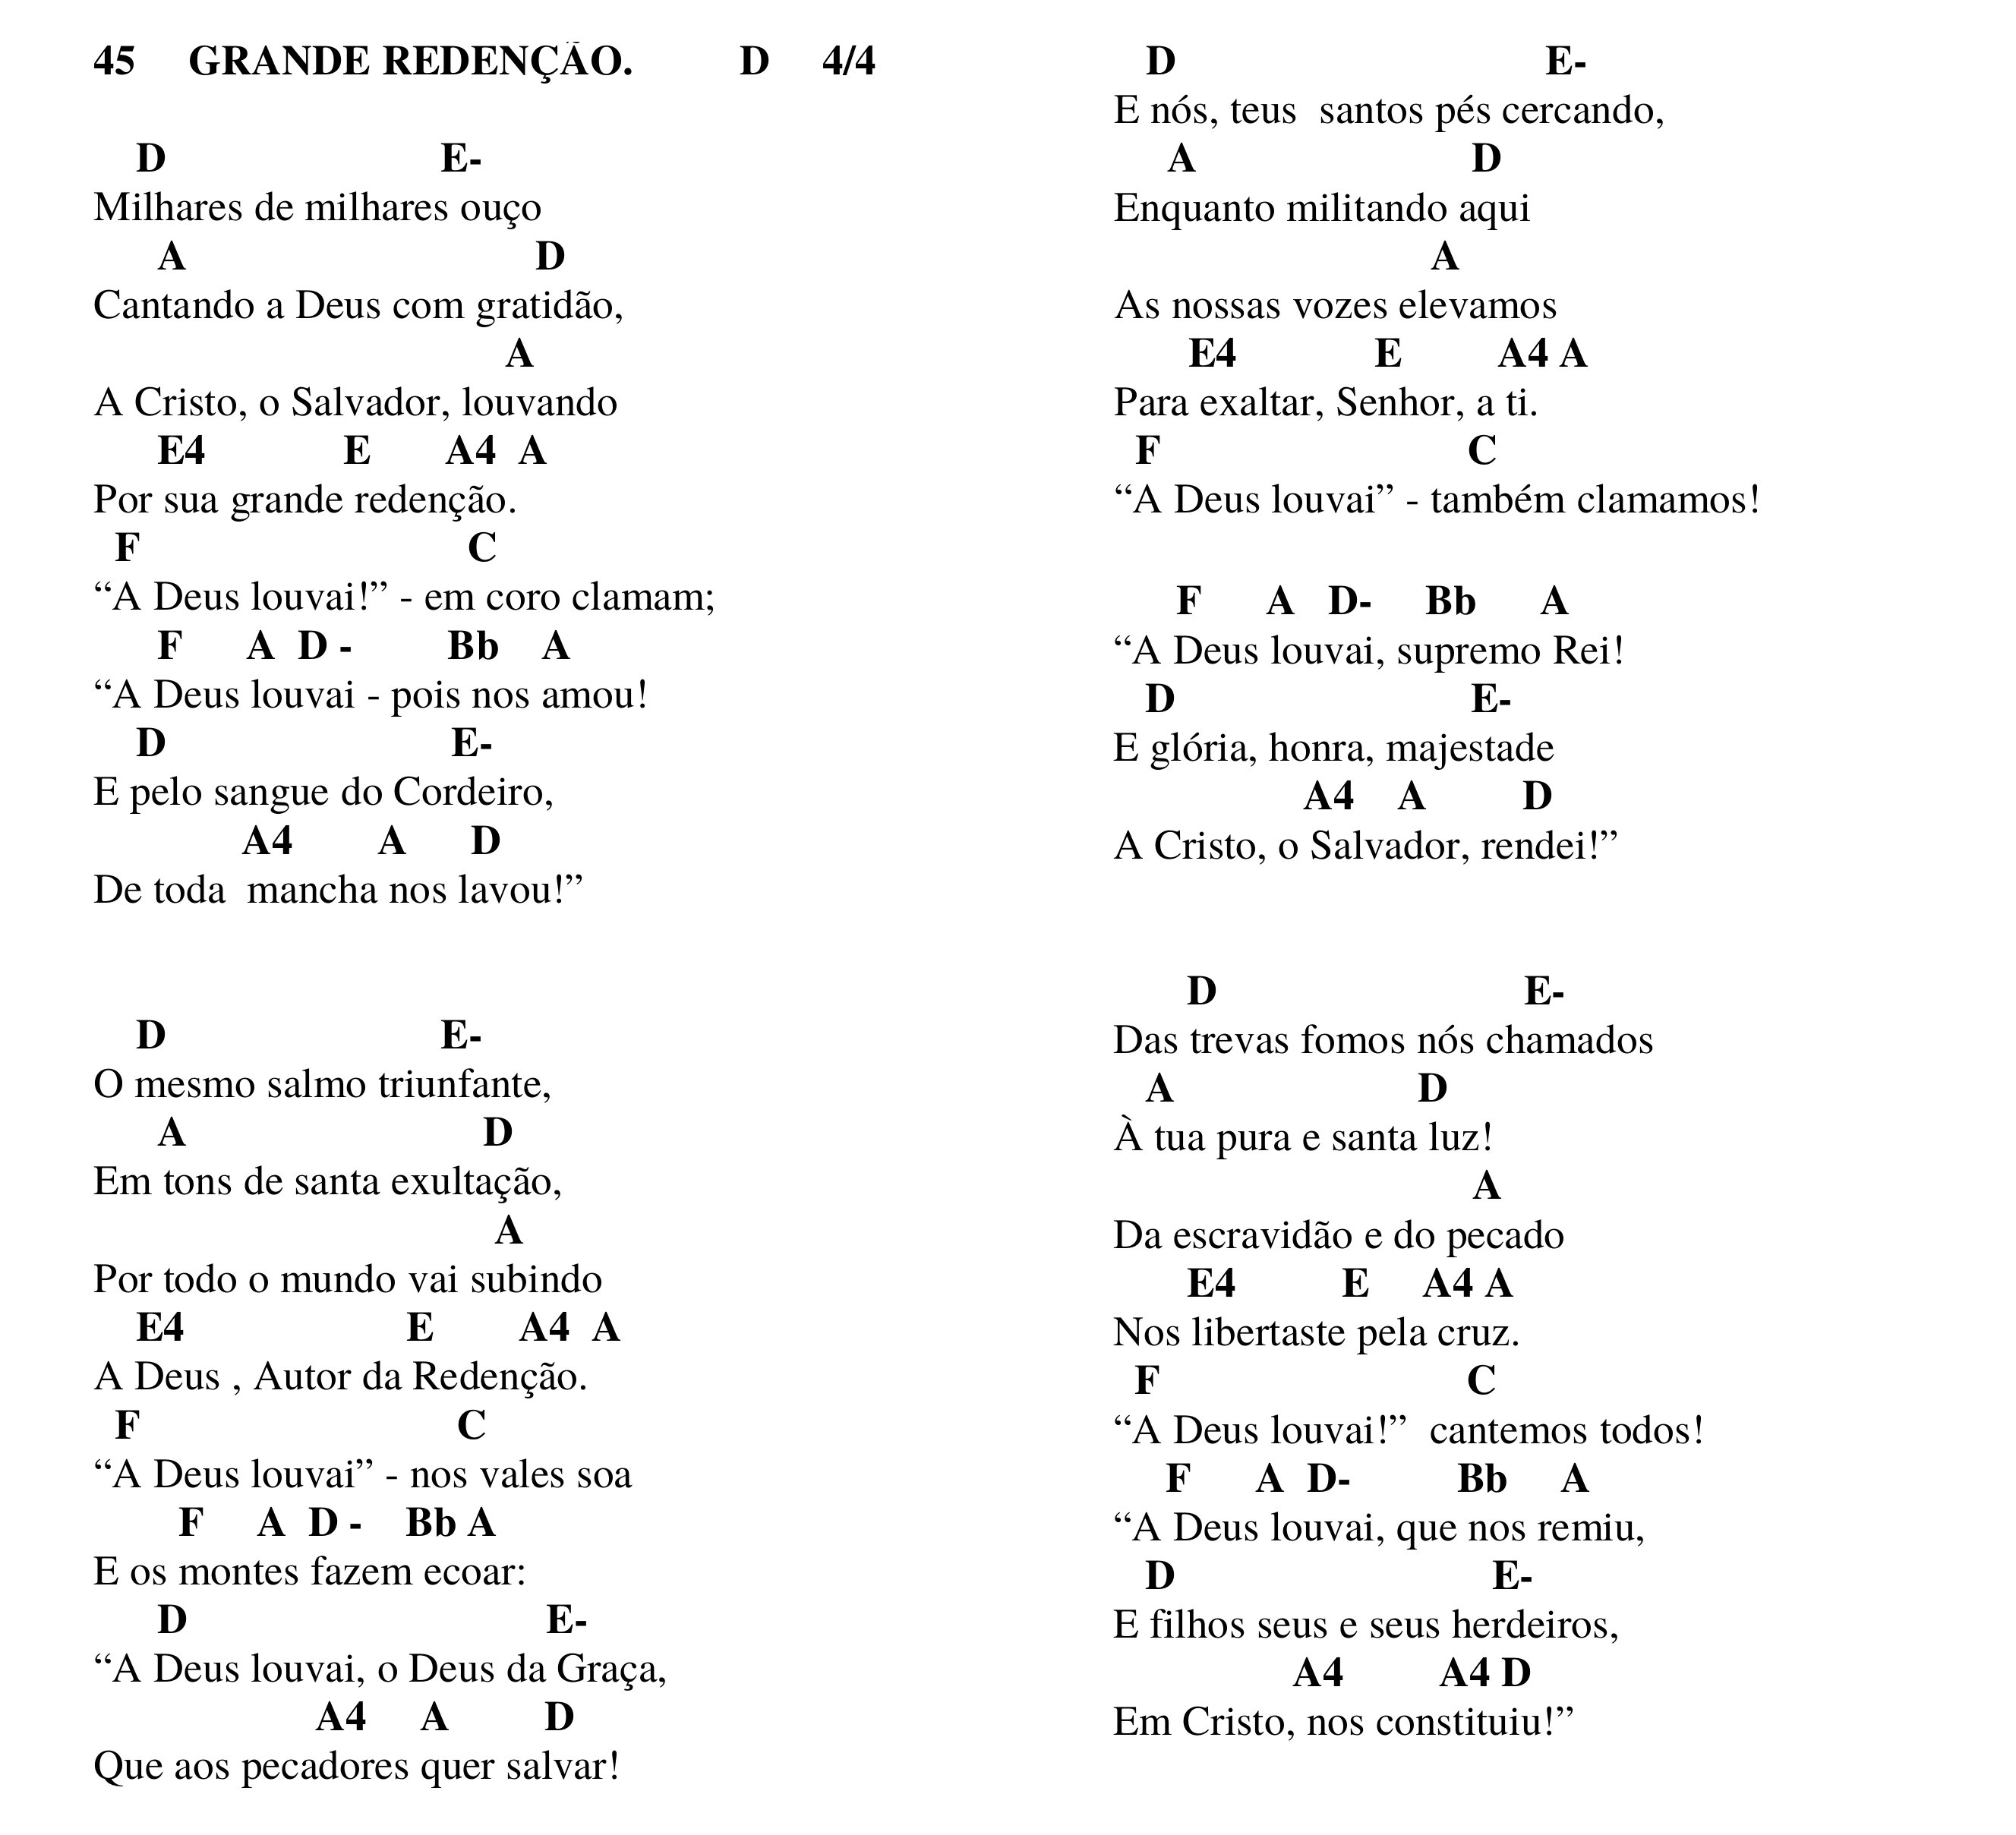 45 GRANDE REDENÇÃO. D 4/4
D E-
Milhares de milhares ouço
A D
Cantando a Deus com gratidão,
A
A Cristo, o Salvador, louvando
E4 E A4 A
Por sua grande redenção.
F C
“A Deus louvai!” - em coro clamam;
F A D - Bb A
“A Deus louvai - pois nos amou!
D E-
E pelo sangue do Cordeiro,
A4 A D
De toda mancha nos lavou!”
D E-
O mesmo salmo triunfante,
A D
Em tons de santa exultação,
A
Por todo o mundo vai subindo
E4 E A4 A
A Deus , Autor da Redenção.
F C
“A Deus louvai” - nos vales soa
F A D - Bb A
E os montes fazem ecoar:
D E-
“A Deus louvai, o Deus da Graça,
A4 A D
Que aos pecadores quer salvar!
D E-
E nós, teus santos pés cercando,
A D
Enquanto militando aqui
A
As nossas vozes elevamos
E4 E A4 A
Para exaltar, Senhor, a ti.
F C
“A Deus louvai” - também clamamos!
F A D- Bb A
“A Deus louvai, supremo Rei!
D E-
E glória, honra, majestade
A4 A D
A Cristo, o Salvador, rendei!”
D E-
Das trevas fomos nós chamados
A D
À tua pura e santa luz!
A
Da escravidão e do pecado
E4 E A4 A
Nos libertaste pela cruz.
F C
“A Deus louvai!” cantemos todos!
F A D- Bb A
“A Deus louvai, que nos remiu,
D E-
E filhos seus e seus herdeiros,
A4 A4 D
Em Cristo, nos constituiu!”